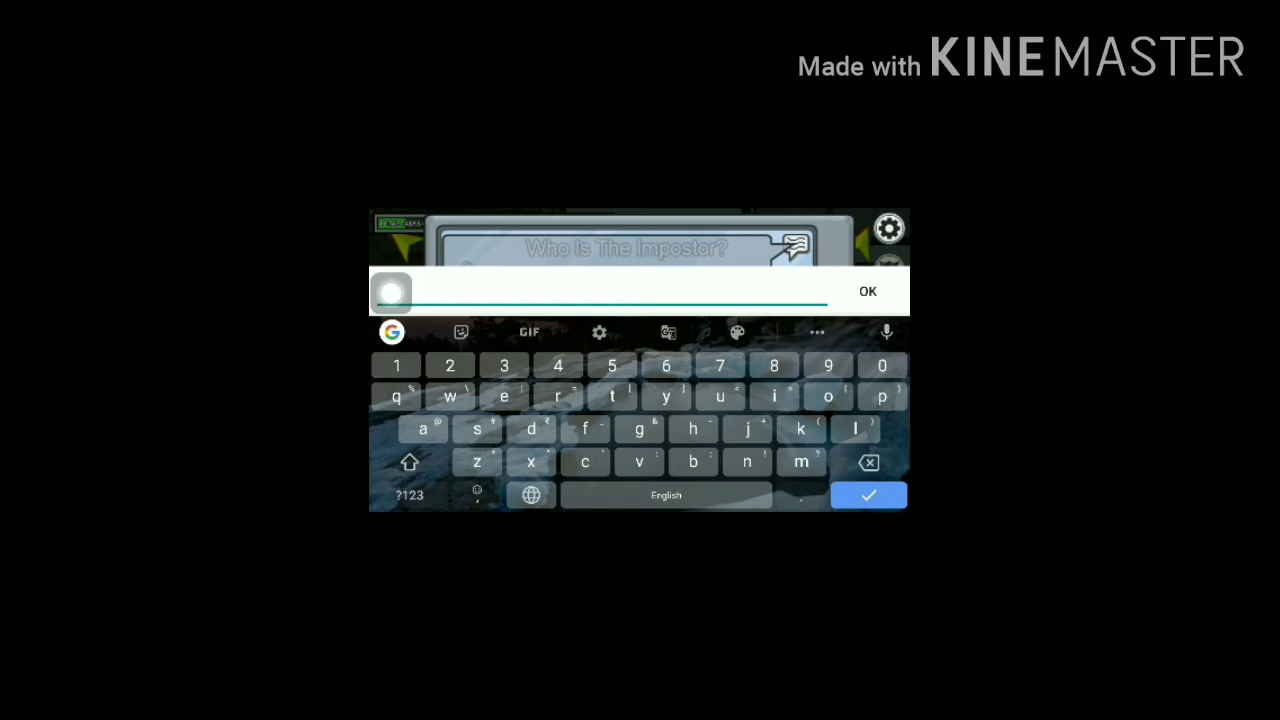 Made with KINEMASTER
Who Is The Impostor?
OK
GIF
1 2 3 4 5 6 7 8 9 0
q w e r t y u i o p
a s d f g h j k l
z x c v b n m
?123 English .